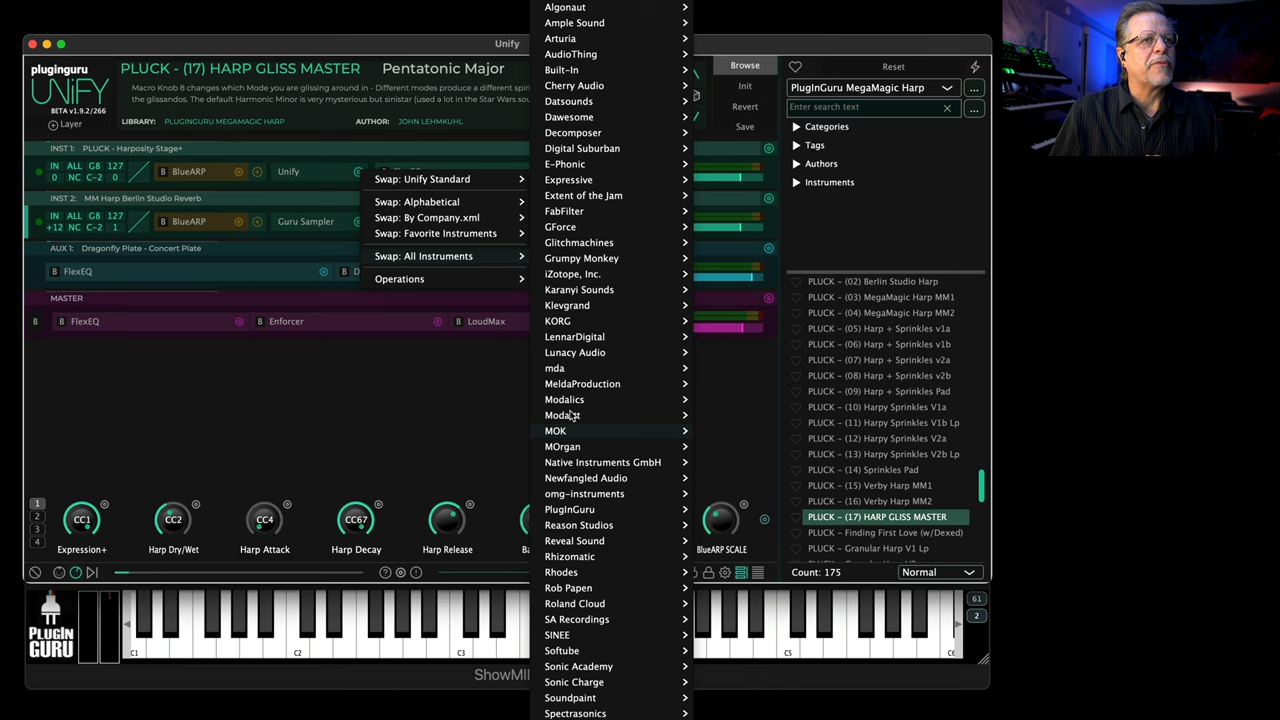 Unify
pluginguru
UNiFY
BETA v1.9.2/266
Layer
PLUCK - (17) HARP GLISS MASTER
Pentatonic Major
Macro Knob 8 changes which Mode you are glissing around in - Different modes produce a different
the glissandos. The default Harmonic Minor is very mysterious but sinistar (used a lot in the Star Wars
LIBRARY: PLUGINGURU MEGAMAGIC HARP
AUTHOR: JOHN LEHMKUHL
Browse
Init
Revert
Save
INST 1: PLUCK - Harposity Stage+
IN ALL G8 127
0 NC C-2 0
B BlueARP
Unify
INST 2: MM Harp Berlin Studio Reverb
IN ALL G8 127
+12 NC C-2 1
B BlueARP
Guru Sampler
AUX 1: Dragonfly Plate - Concert Plate
B FlexEQ
B D
MASTER
B
B FlexEQ
B Enforcer
B LoudMax
Swap: Unify Standard
Swap: Alphabetical
Swap: By Company.xml
Swap: Favorite Instruments
Swap: All Instruments
Operations
Algonaut
Ample Sound
Arturia
AudioThing
Built-In
Cherry Audio
Datsounds
Dawesome
Decomposer
Digital Suburban
E-Phonic
Expressive
Extent of the Jam
FabFilter
GForce
Glitchmachines
Grumpy Monkey
iZotope, Inc.
Karanyi Sounds
Klevgrand
KORG
LennarDigital
Lunacy Audio
mda
MeldaProduction
Modalics
MOK
MOrgan
Native Instruments GmbH
Newfangled Audio
omg-instruments
PlugInGuru
Reason Studios
Reveal Sound
Rhizomatic
Rhodes
Rob Papen
Roland Cloud
SA Recordings
SINEE
Softube
Sonic Academy
Sonic Charge
Soundpaint
Spectrasonics
Reset
PlugInGuru MegaMagic Harp
...
Enter search text
...
Categories
Tags
Authors
Instruments
PLUCK - (02) Berlin Studio Harp
PLUCK - (03) MegaMagic Harp MM1
PLUCK - (04) MegaMagic Harp MM2
PLUCK - (05) Harp + Sprinkles v1a
PLUCK - (06) Harp + Sprinkles v1b
PLUCK - (07) Harp + Sprinkles v2a
PLUCK - (08) Harp + Sprinkles v2b
PLUCK - (09) Harp + Sprinkles Pad
PLUCK - (10) Harpy Sprinkles V1a
PLUCK - (11) Harpy Sprinkles V1b Lp
PLUCK - (12) Harpy Sprinkles V2a
PLUCK - (13) Harpy Sprinkles V2b Lp
PLUCK - (14) Sprinkles Pad
PLUCK - (15) Verby Harp MM1
PLUCK - (16) Verby Harp MM2
PLUCK - (17) HARP GLISS MASTER
PLUCK - Finding First Love (w/Dexed)
PLUCK - Granular Harp V1 Lp
Count: 175
Normal
1
2
3
4
CC1
CC2
CC4
CC67
Expression+
Harp Dry/Wet
Harp Attack
Harp Decay
Harp Release
BlueARP SCALE
PLUGIN
GURU
1
C1
C2
C3
C5
C6
61
2